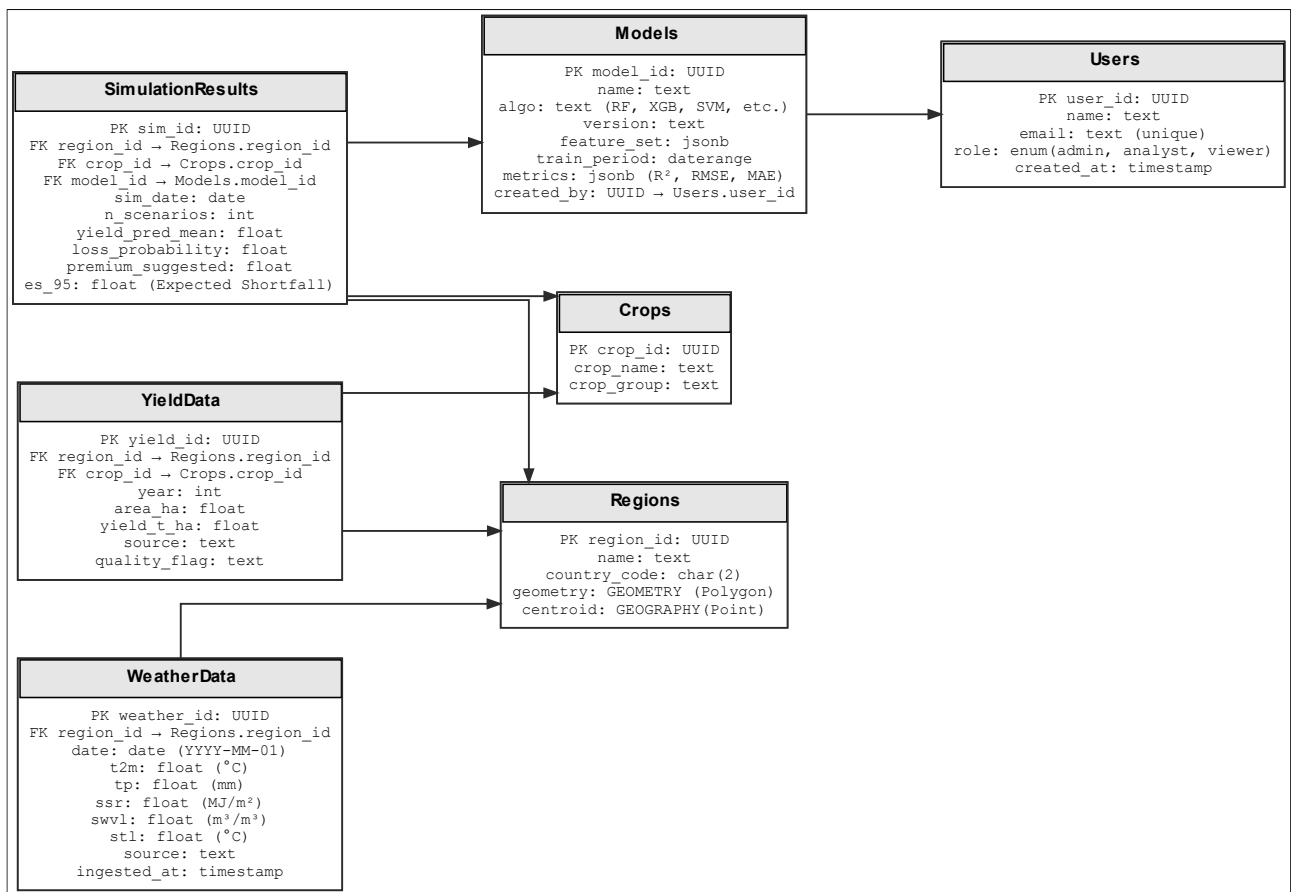 Models
PK model_id: UUID
name: text
algo: text (RF, XGB, SVM, etc.)
version: text
feature_set: jsonb
train_period: daterange
metrics: jsonb (R², RMSE, MAE)
created_by: UUID → Users.user_id
Users
PK user_id: UUID
name: text
email: text (unique)
role: enum(admin, analyst, viewer)
created_at: timestamp
SimulationResults
PK sim_id: UUID
FK region_id → Regions.region_id
FK crop_id → Crops.crop_id
FK model_id → Models.model_id
sim_date: date
n_scenarios: int
yield_pred_mean: float
loss_probability: float
premium_suggested: float
es_95: float (Expected Shortfall)
Crops
PK crop_id: UUID
crop_name: text
crop_group: text
YieldData
PK yield_id: UUID
FK region_id → Regions.region_id
FK crop_id → Crops.crop_id
year: int
area_ha: float
yield_t_ha: float
source: text
quality_flag: text
Regions
PK region_id: UUID
name: text
country_code: char(2)
geometry: GEOMETRY (Polygon)
centroid: GEOGRAPHY(Point)
WeatherData
PK weather_id: UUID
FK region_id → Regions.region_id
date: date (YYYY-MM-01)
t2m: float (°C)
tp: float (mm)
ssr: float (MJ/m²)
swvl: float (m³/m³)
stl: float (°C)
source: text
ingested_at: timestamp